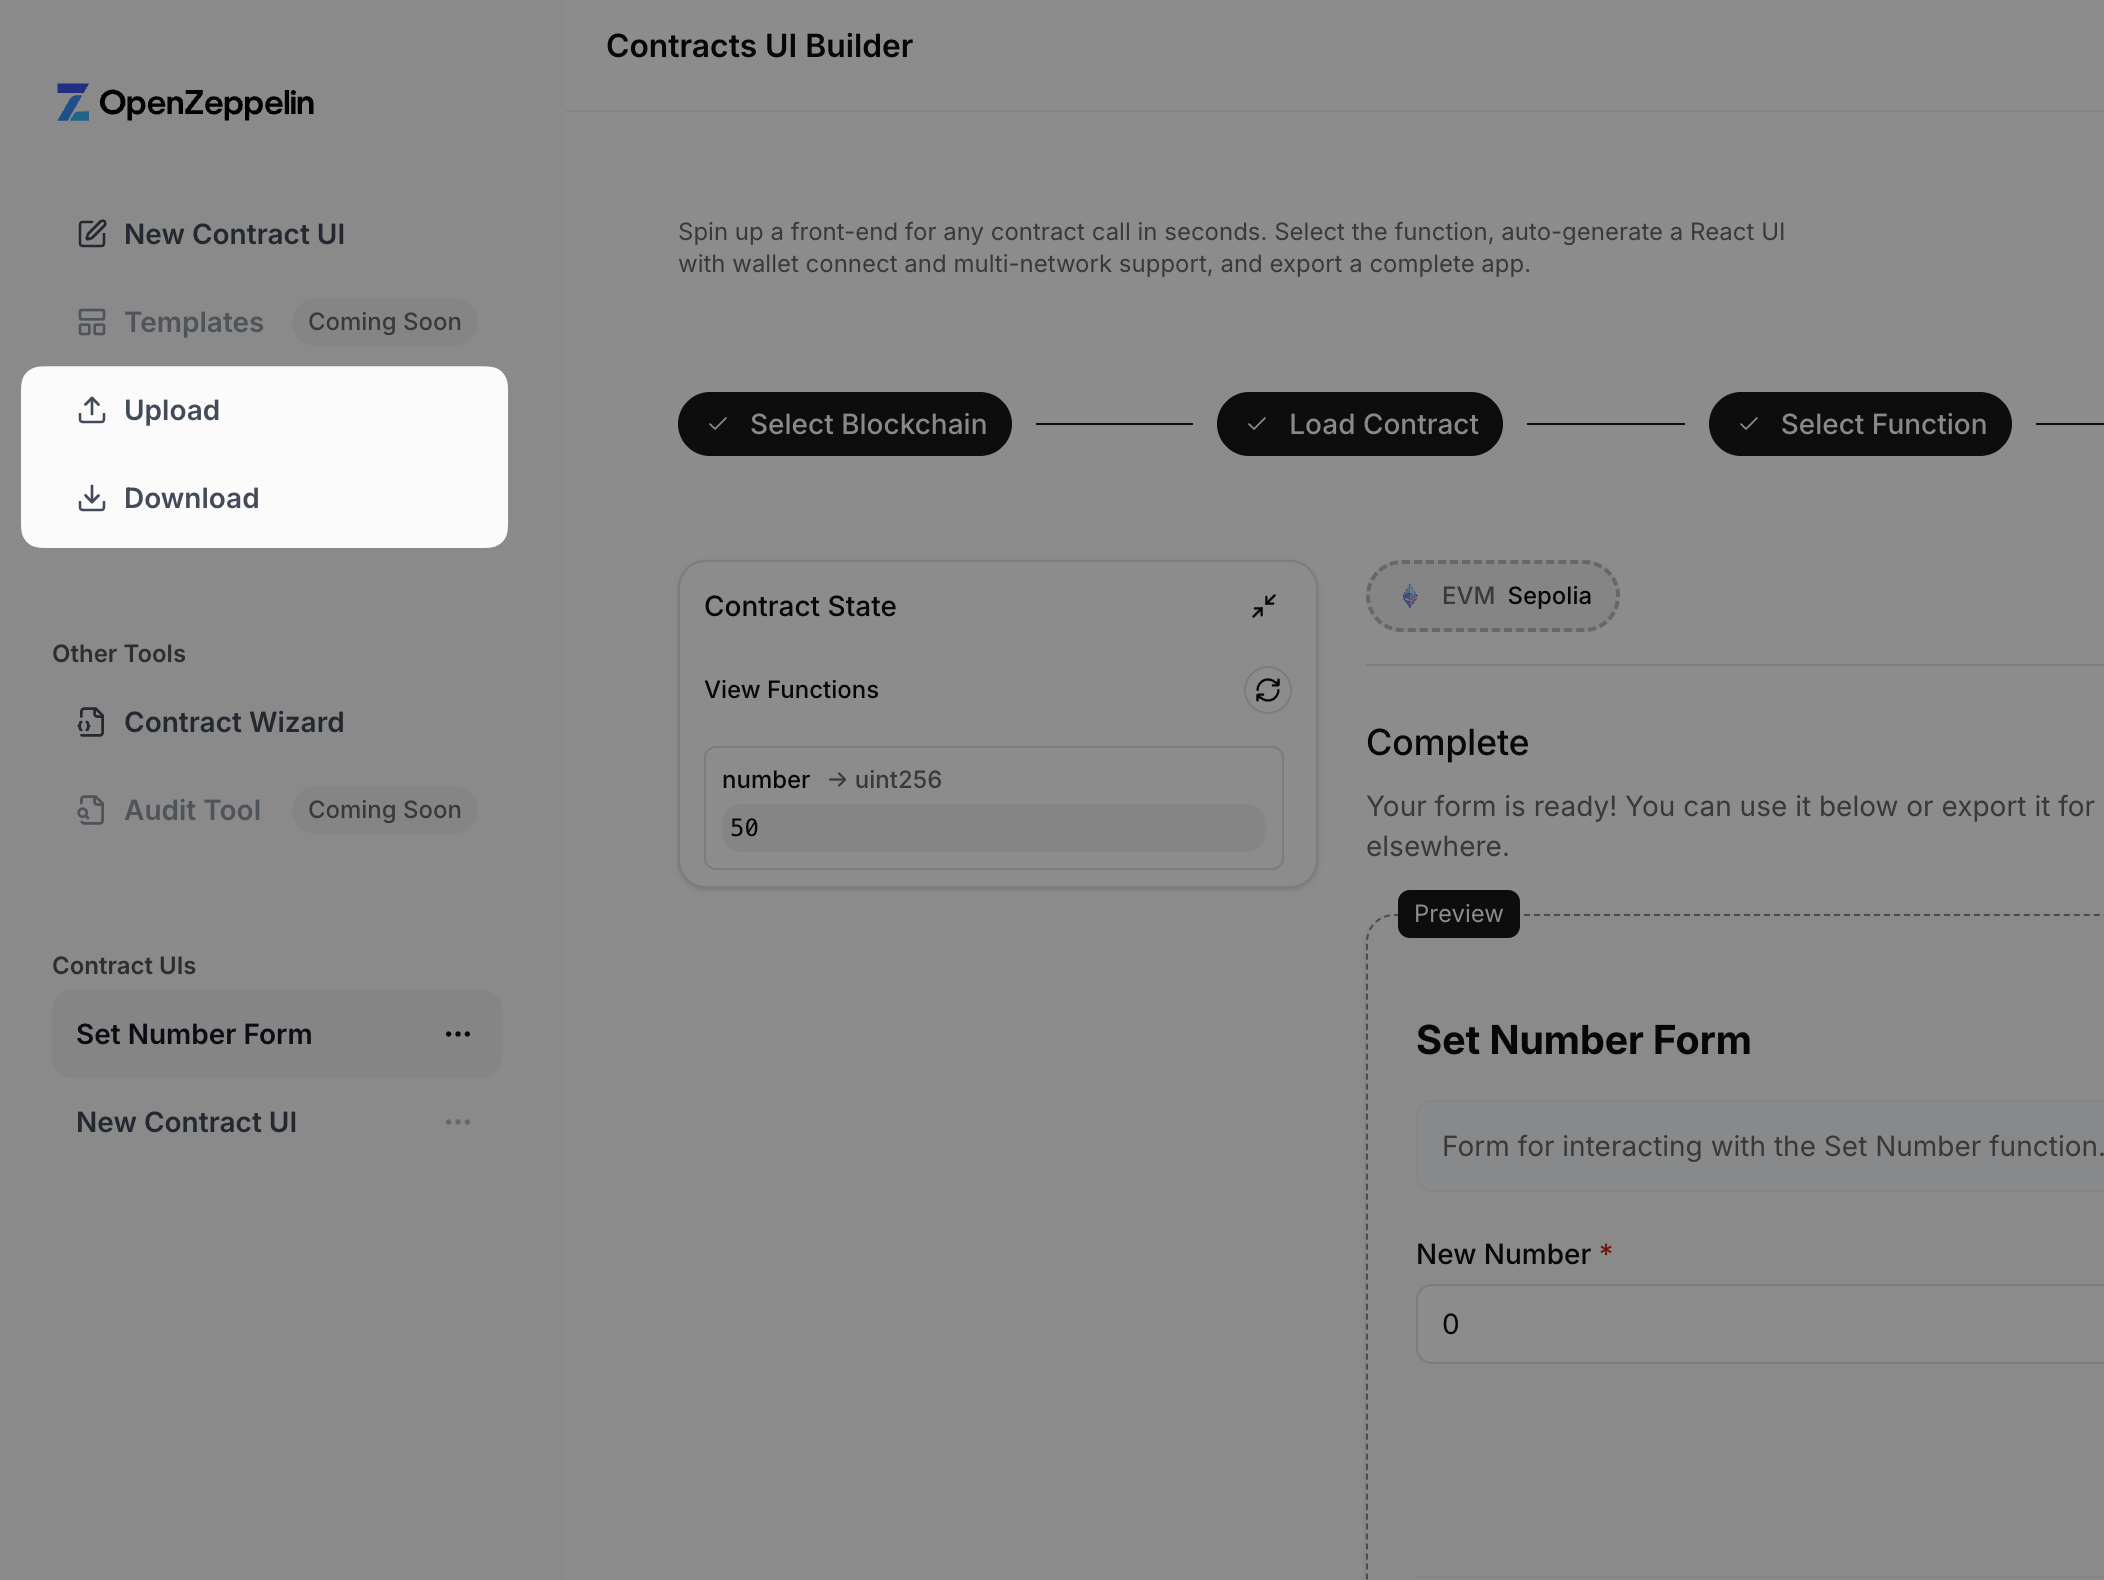 OpenZeppelin
New Contract UI
Templates Coming Soon
Upload
Download
Other Tools
Contract Wizard
Audit Tool Coming Soon
Contract UIs
Set Number Form
New Contract UI
Contracts UI Builder
Spin up a front-end for any contract call in seconds. Select the function, auto-generate a React UI
with wallet connect and multi-network support, and export a complete app.
Select Blockchain Load Contract Select Function
Contract State
View Functions
number → uint256
50
EVM Sepolia
Complete
Your form is ready! You can use it below or export it for
elsewhere.
Preview
Set Number Form
Form for interacting with the Set Number function.
New Number *
0